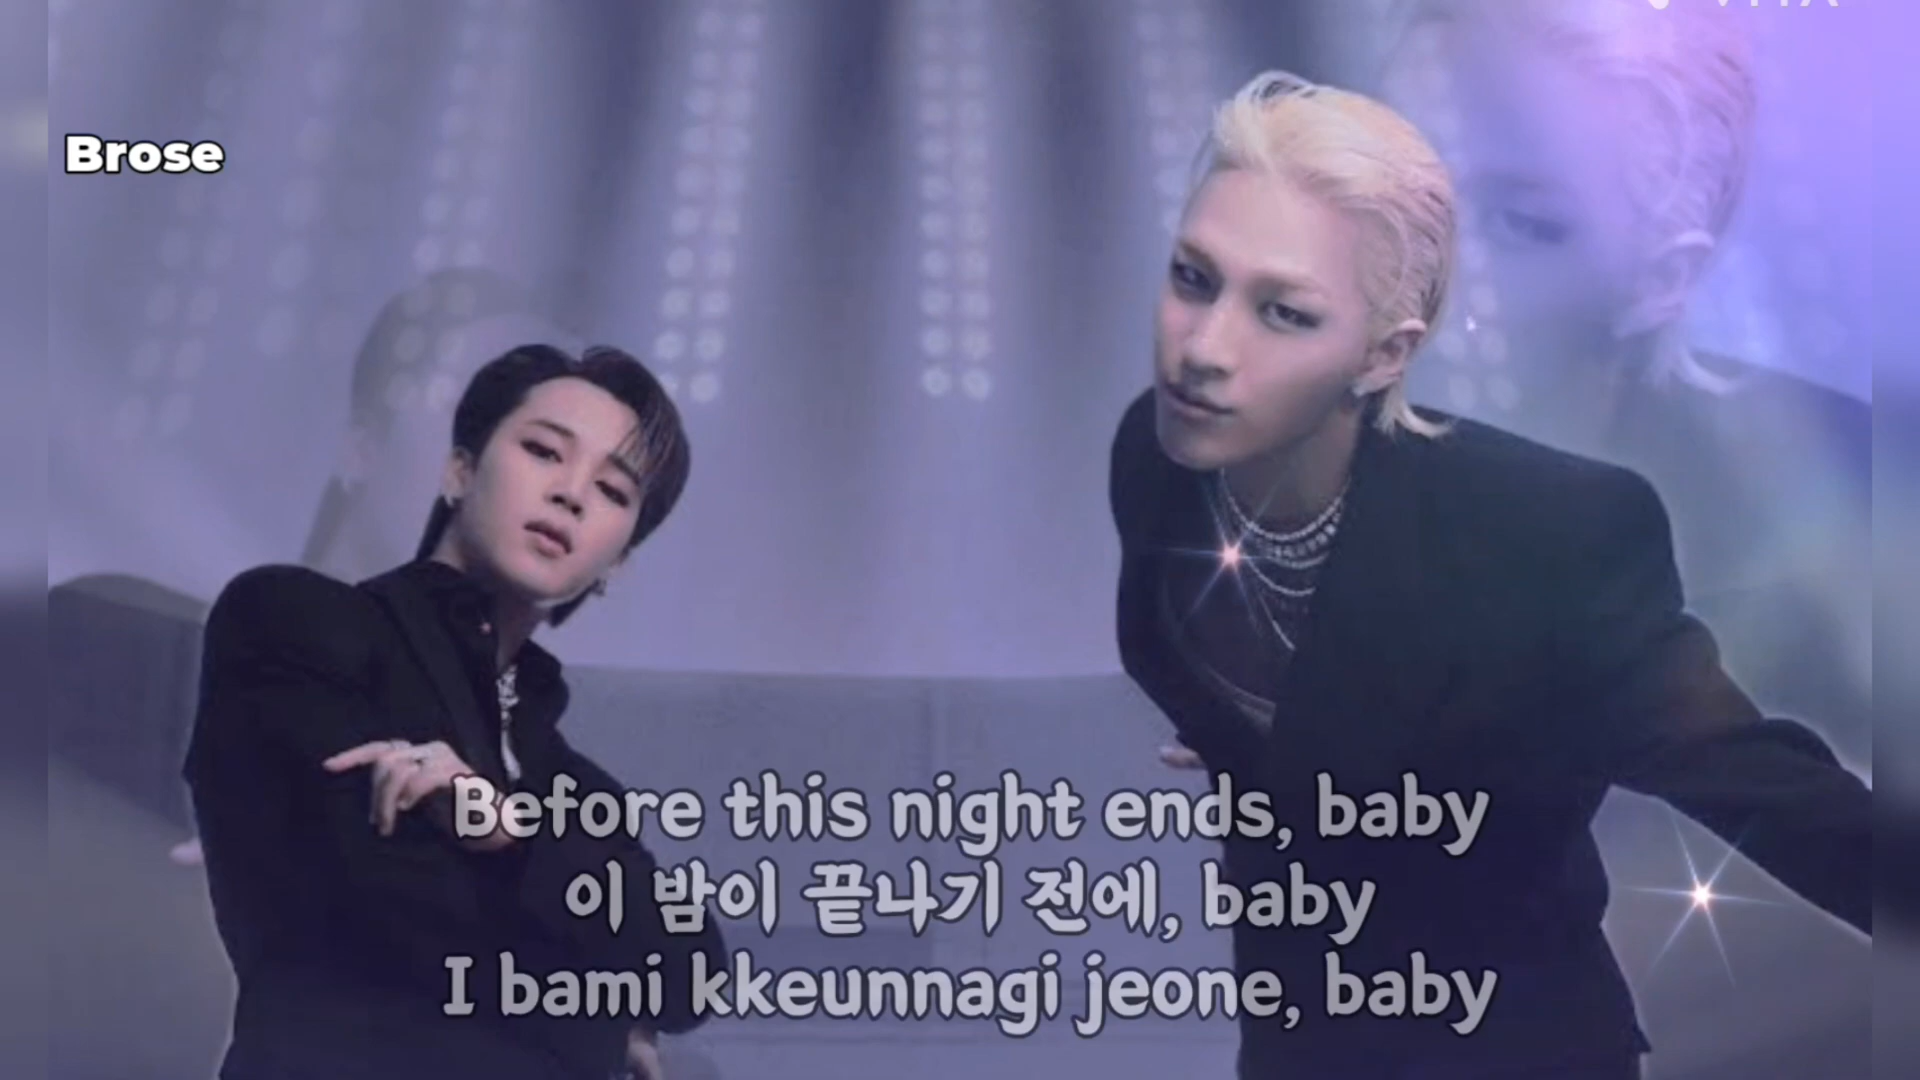 Brose
Before this night ends, baby
이 밤이 끝나기 전에, baby
I bami kkeunnagi jeone, baby